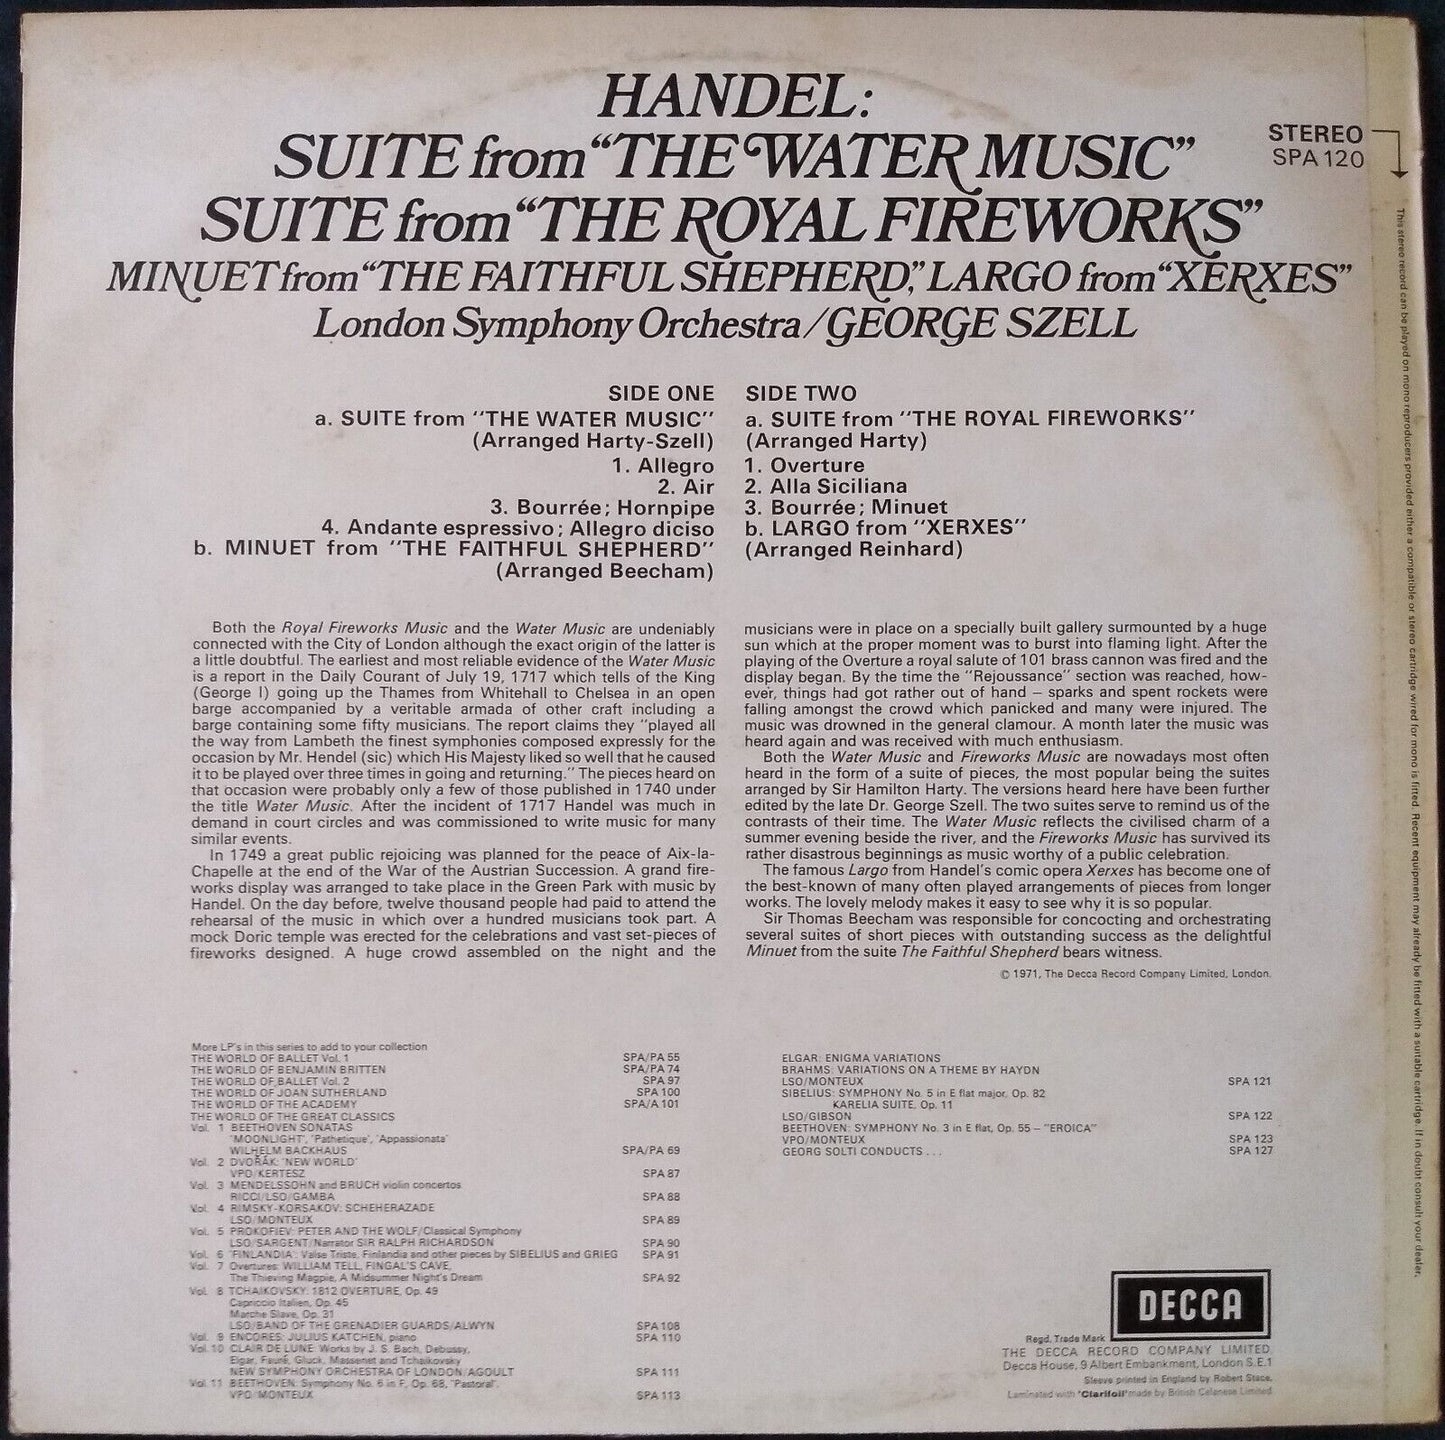 HANDEL:
SUITE from "THE WATER MUSIC"
SUITE from "THE ROYAL FIREWORKS"
MINUET from "THE FAITHFUL SHEPHERD," LARGO from "XERXES"
London Symphony Orchestra/GEORGE SZELL
STEREO
SPA 120
This stereo record can be played on mono reproducers provided either a compatible or stereo cartridge wired for mono is fitted. Recent equipment may already be fitted with a suitable cartridge. If in doubt consult your dealer.
SIDE ONE
a. SUITE from "THE WATER MUSIC"
(Arranged Harty-Szell)
1. Allegro
2. Air
3. Bourrée; Hornpipe
4. Andante espressivo; Allegro diciso
b. MINUET from "THE FAITHFUL SHEPHERD"
(Arranged Beecham)
SIDE TWO
a. SUITE from "THE ROYAL FIREWORKS"
(Arranged Harty)
1. Overture
2. Alla Siciliana
3. Bourrée; Minuet
b. LARGO from "XERXES"
(Arranged Reinhard)
Both the Royal Fireworks Music and the Water Music are undeniably
connected with the City of London although the exact origin of the latter is
a little doubtful. The earliest and most reliable evidence of the Water Music
is a report in the Daily Courant of July 19, 1717 which tells of the King
(George I) going up the Thames from Whitehall to Chelsea in an open
barge accompanied by a veritable armada of other craft including a
barge containing some fifty musicians. The report claims they "played all
the way from Lambeth the finest symphonies composed expressly for the
occasion by Mr. Hendel (sic) which His Majesty liked so well that he caused
it to be played over three times in going and returning." The pieces heard on
that occasion were probably only a few of those published in 1740 under
the title Water Music. After the incident of 1717 Handel was much in
demand in court circles and was commissioned to write music for many
similar events.
In 1749 a great public rejoicing was planned for the peace of Aix-la-
Chapelle at the end of the War of the Austrian Succession. A grand fire-
works display was arranged to take place in the Green Park with music by
Handel. On the day before, twelve thousand people had paid to attend the
rehearsal of the music in which over a hundred musicians took part. A
mock Doric temple was erected for the celebrations and vast set-pieces of
fireworks designed. A huge crowd assembled on the night and the
musicians were in place on a specially built gallery surmounted by a huge
sun which at the proper moment was to burst into flaming light. After the
playing of the Overture a royal salute of 101 brass cannon was fired and the
display began. By the time the "Rejoussance" section was reached, how-
ever, things had got rather out of hand – sparks and spent rockets were
falling amongst the crowd which panicked and many were injured. The
music was drowned in the general clamour. A month later the music was
heard again and was received with much enthusiasm.
Both the Water Music and Fireworks Music are nowadays most often
heard in the form of a suite of pieces, the most popular being the suites
arranged by Sir Hamilton Harty. The versions heard here have been further
edited by the late Dr. George Szell. The two suites serve to remind us of the
contrasts of their time. The Water Music reflects the civilised charm of a
summer evening beside the river, and the Fireworks Music has survived its
rather disastrous beginnings as music worthy of a public celebration.
The famous Largo from Handel's comic opera Xerxes has become one of
the best-known of many often played arrangements of pieces from longer
works. The lovely melody makes it easy to see why it is so popular.
Sir Thomas Beecham was responsible for concocting and orchestrating
several suites of short pieces with outstanding success as the delightful
Minuet from the suite The Faithful Shepherd bears witness.
© 1971, The Decca Record Company Limited, London.
More LP's in this series to add to your collection
THE WORLD OF BALLET Vol. 1 SPA/PA 55
THE WORLD OF BENJAMIN BRITTEN SPA/PA 74
THE WORLD OF BALLET Vol. 2 SPA 97
THE WORLD OF JOAN SUTHERLAND SPA 100
THE WORLD OF THE ACADEMY SPA/A 101
THE WORLD OF THE GREAT CLASSICS
Vol. 1 BEETHOVEN SONATAS
'MOONLIGHT', 'Pathetique', 'Appassionata'
WILHELM BACKHAUS SPA/PA 69
Vol. 2 DVOŘÁK: 'NEW WORLD'
VPO/KERTESZ SPA 87
Vol. 3 MENDELSSOHN and BRUCH violin concertos
RICCI/LSO/GAMBA SPA 88
Vol. 4 RIMSKY-KORSAKOV: SCHEHERAZADE
LSO/MONTEUX SPA 89
Vol. 5 PROKOFIEV: PETER AND THE WOLF/Classical Symphony
LSO/SARGENT/Narrator SIR RALPH RICHARDSON SPA 90
Vol. 6 'FINLANDIA': Valse Triste, Finlandia and other pieces by SIBELIUS and GRIEG SPA 91
Vol. 7 Overtures: WILLIAM TELL, FINGAL'S CAVE,
The Thieving Magpie, A Midsummer Night's Dream SPA 92
Vol. 8 TCHAIKOVSKY: 1812 OVERTURE, Op. 49
Capriccio Italien, Op. 45
Marche Slave, Op. 31
LSO/BAND OF THE GRENADIER GUARDS/ALWYN SPA 108
Vol. 9 ENCORES: JULIUS KATCHEN, piano SPA 110
Vol. 10 CLAIR DE LUNE: Works by J. S. Bach, Debussy,
Elgar, Fauré, Gluck, Massenet and Tchaikovsky
NEW SYMPHONY ORCHESTRA OF LONDON/AGOULT SPA 111
Vol. 11 BEETHOVEN: Symphony No. 6 in F, Op. 68, 'Pastoral'.
VPO/MONTEUX SPA 113
ELGAR: ENIGMA VARIATIONS
BRAHMS: VARIATIONS ON A THEME BY HAYDN
LSO/MONTEUX SPA 121
SIBELIUS: SYMPHONY No. 5 in E flat major, Op. 82
KARELIA SUITE, Op. 11
LSO/GIBSON SPA 122
BEETHOVEN: SYMPHONY No. 3 in E flat, Op. 55 – "EROICA"
VPO/MONTEUX SPA 123
GEORG SOLTI CONDUCTS . . . SPA 127
DECCA
Regd. Trade Mark
THE DECCA RECORD COMPANY LIMITED
Decca House, 9 Albert Embankment, London S.E.1
Sleeve printed in England by Robert Stace.
Laminated with 'Clarifoil' made by British Celanese Limited